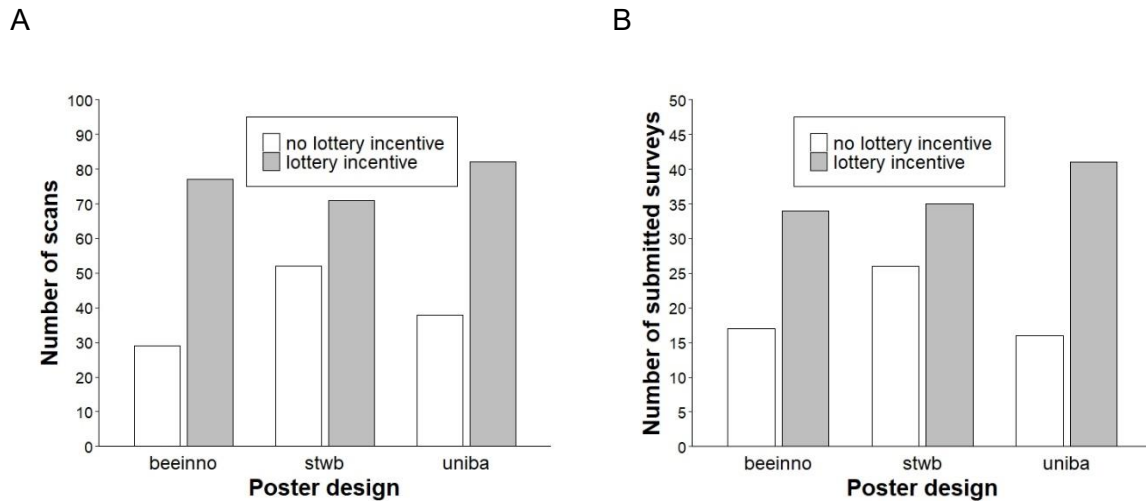 A
B
Number of scans
100
90
80
70
60
50
40
30
20
10
0
no lottery incentive
lottery incentive
beeinno
stwb
uniba
Poster design
Number of submitted surveys
50
45
40
35
30
25
20
15
10
5
0
no lottery incentive
lottery incentive
beeinno
stwb
uniba
Poster design